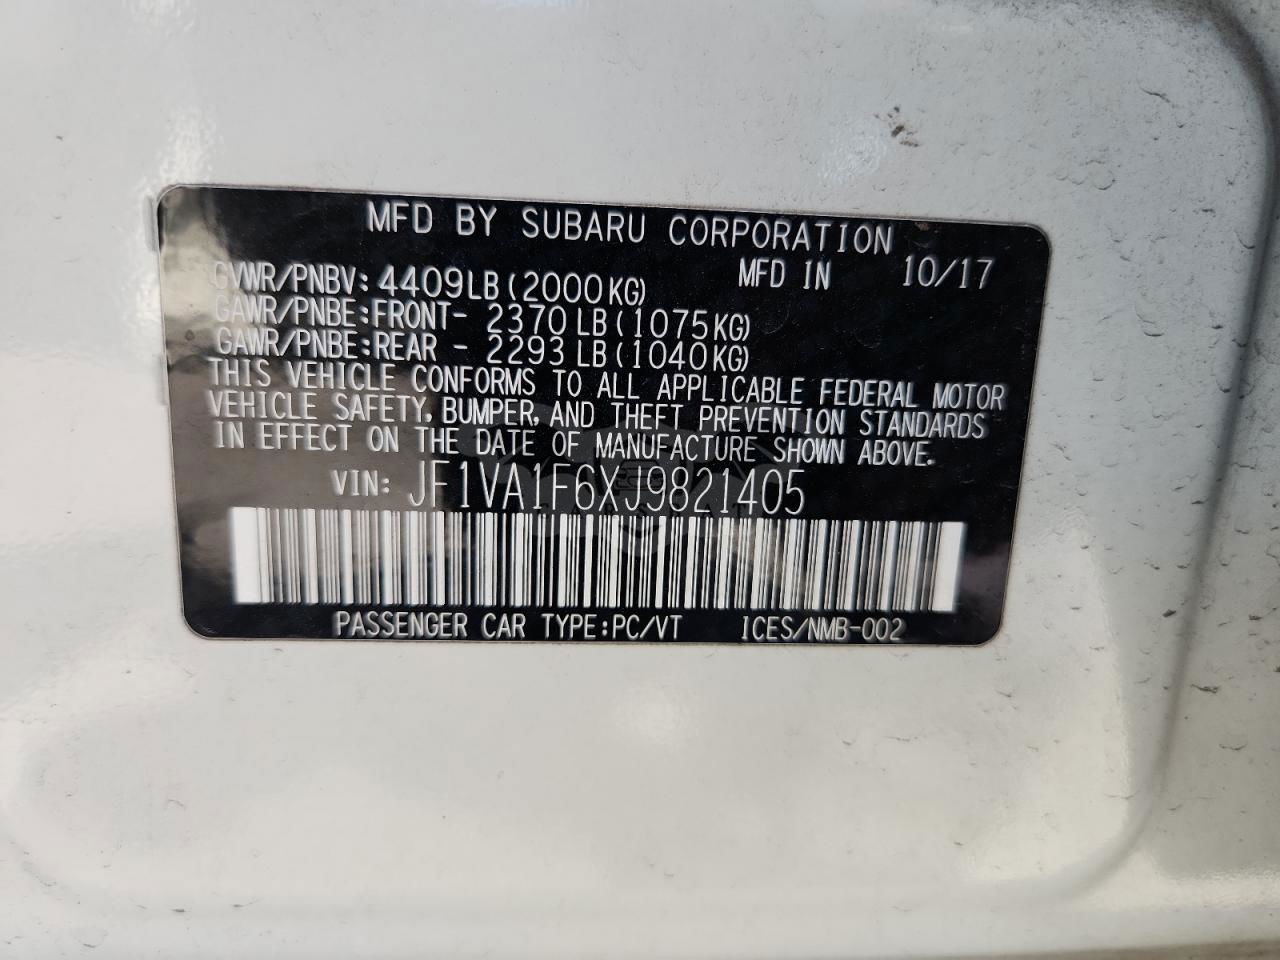 MFD BY SUBARU CORPORATION
MFD IN 10/17
GVWR/PNBV: 4409LB(2000KG)
GAWR/PNBE:FRONT- 2370LB(1075KG)
GAWR/PNBE:REAR - 2293LB(1040KG)
THIS VEHICLE CONFORMS TO ALL APPLICABLE FEDERAL MOTOR
VEHICLE SAFETY, BUMPER, AND THEFT PREVENTION STANDARDS
IN EFFECT ON THE DATE OF MANUFACTURE SHOWN ABOVE.
VIN: JF1VA1F6XJ9821405
PASSENGER CAR TYPE:PC/VT ICES/NMB-002